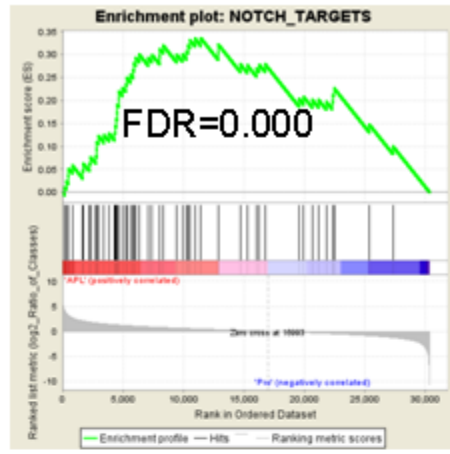 Enrichment plot: NOTCH_TARGETS
Enrichment score (ES)
0.35
0.30
0.25
0.20
0.15
0.10
0.05
0.00
FDR=0.000
Ranked list metric (log2_Ratio_of_Classes)
'APL' (positively correlated)
10
5
0
-5
-10
Zero cross at
'Pro' (negatively correlated)
0 5,000 10,000 15,000 20,000 25,000 30,000
Rank in Ordered Dataset
Enrichment profile Hits Ranking metric scores